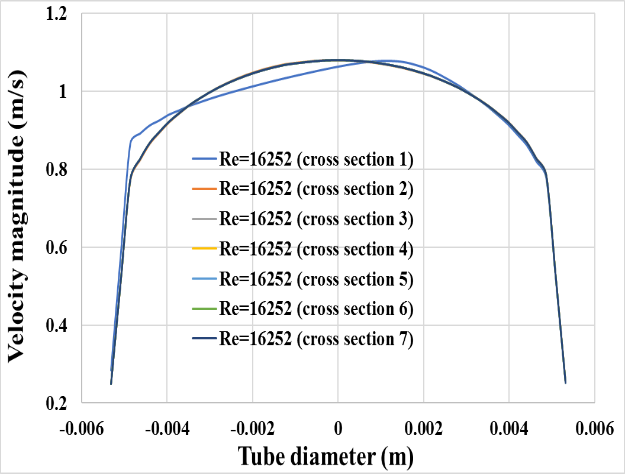 1.2
1
0.8
0.6
0.4
0.2
Velocity magnitude (m/s)
Re=16252 (cross section 1)
Re=16252 (cross section 2)
Re=16252 (cross section 3)
Re=16252 (cross section 4)
Re=16252 (cross section 5)
Re=16252 (cross section 6)
Re=16252 (cross section 7)
-0.006 -0.004 -0.002 0 0.002 0.004 0.006
Tube diameter (m)